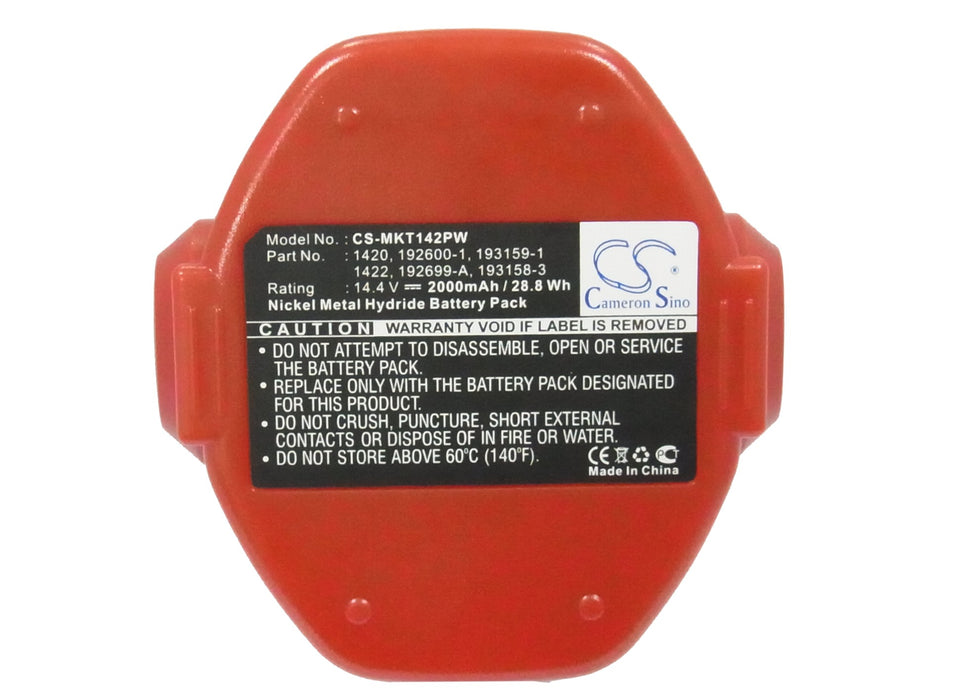 Model No. : CS-MKT142PW
Part No. : 1420, 192600-1, 193159-1
1422, 192699-A, 193158-3
Rating : 14.4 V ⎓ 2000mAh / 28.8 Wh
Nickel Metal Hydride Battery Pack
CS
Cameron Sino
CAUTION WARRANTY VOID IF LABEL IS REMOVED
• DO NOT ATTEMPT TO DISASSEMBLE, OPEN OR SERVICE
THE BATTERY PACK.
• REPLACE ONLY WITH THE BATTERY PACK DESIGNATED
FOR THIS PRODUCT.
• DO NOT CRUSH, PUNCTURE, SHORT EXTERNAL
CONTACTS OR DISPOSE OF IN FIRE OR WATER.
• DO NOT STORE ABOVE 60°C (140°F).
CE
Made In China